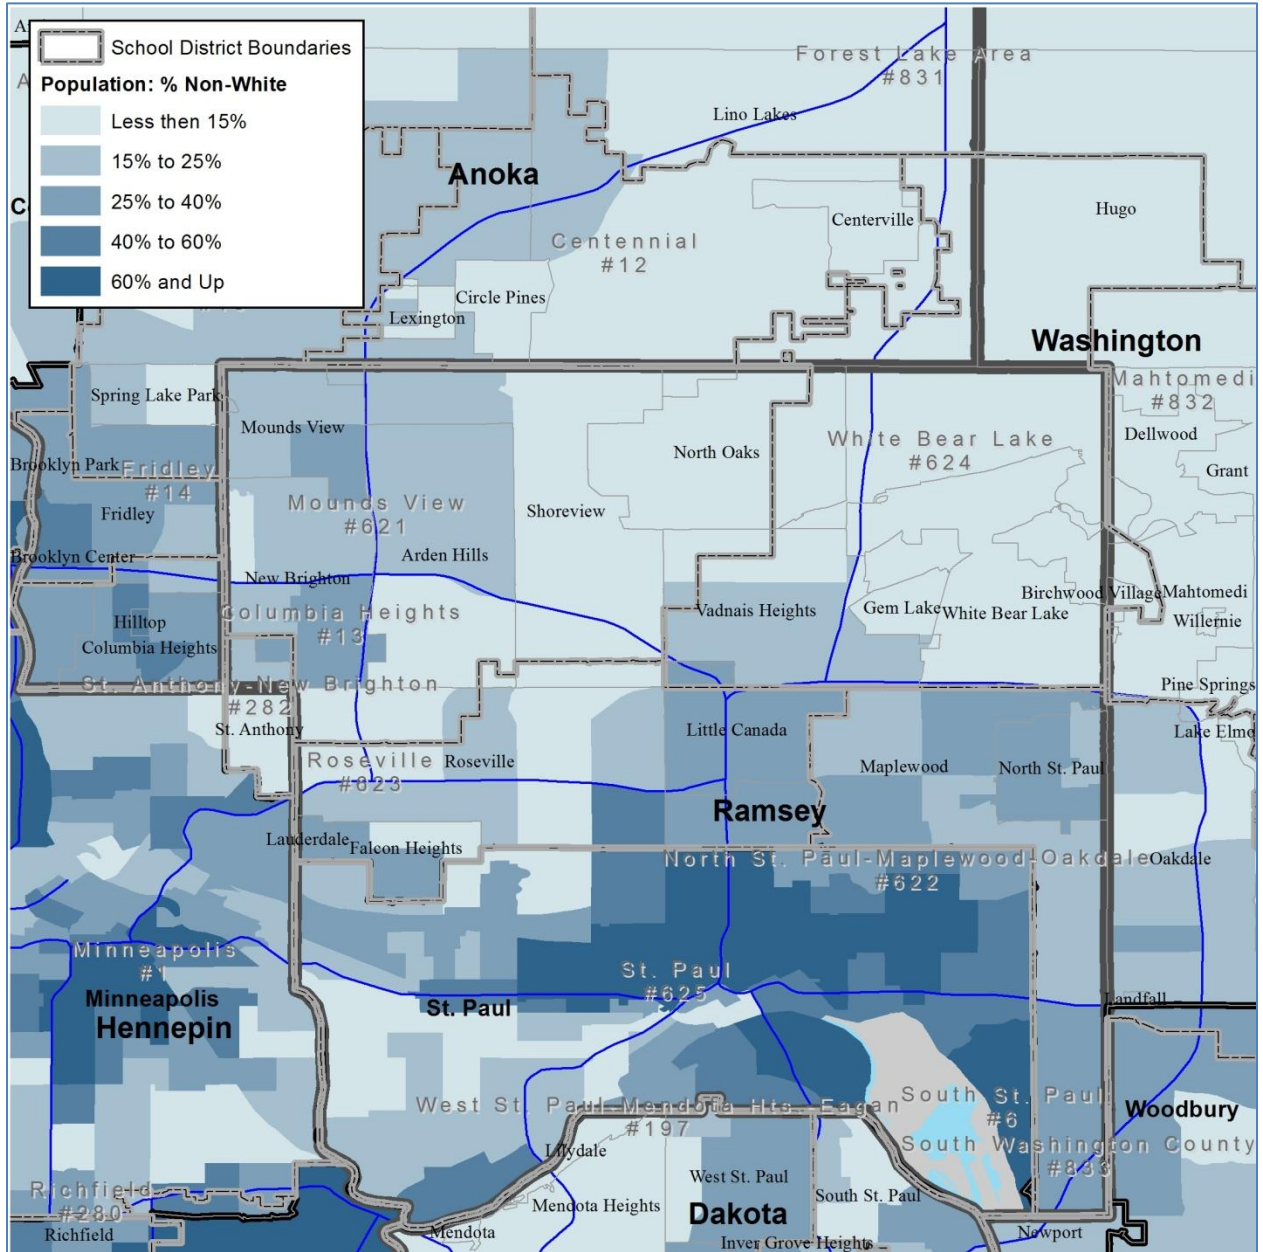 School District Boundaries
Population: % Non-White
Less then 15%
15% to 25%
25% to 40%
40% to 60%
60% and Up
Forest Lake Area
#831
Lino Lakes
Anoka
Hugo
Centerville
Centennial
#12
Circle Pines
Lexington
Washington
Mahtomedi
#832
Spring Lake Park
Mounds View
Dellwood
White Bear Lake
#624
North Oaks
Brooklyn Park
Fridley
#14
Grant
Mounds View
#621
Fridley
Shoreview
Brooklyn Center
Arden Hills
New Brighton
Columbia Heights
#13
Vadnais Heights
Gem Lake
White Bear Lake
Birchwood Village
Mahtomedi
Willernie
Hilltop
Columbia Heights
St. Anthony-New Brighton
#282
St. Anthony
Pine Springs
Lake Elmo
Little Canada
Roseville
#623
Roseville
Maplewood
North St. Paul
Ramsey
Lauderdale
Falcon Heights
North St. Paul-Maplewood-Oakdale
#622
Oakdale
Minneapolis
#1
St. Paul
#625
Minneapolis
Hennepin
St. Paul
Landfall
West St. Paul-Mendota Hts.-Eagan
#197
South St. Paul
#6
Woodbury
South Washington County
#833
Lilydale
West St. Paul
South St. Paul
Richfield
#280
Mendota Heights
Dakota
Richfield
Mendota
Inver Grove Heights
Newport